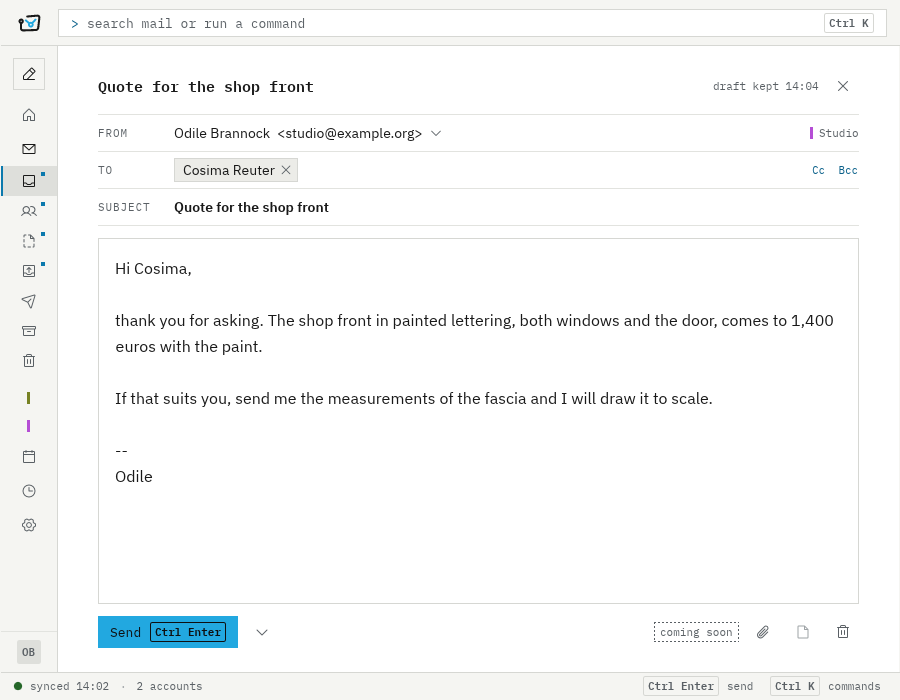 > search mail or run a command Ctrl K
Quote for the shop front draft kept 14:04
FROM Odile Brannock <studio@example.org> Studio
TO Cosima Reuter Cc Bcc
SUBJECT Quote for the shop front
Hi Cosima,
thank you for asking. The shop front in painted lettering, both windows and the door, comes to 1,400
euros with the paint.
If that suits you, send me the measurements of the fascia and I will draw it to scale.
--
Odile
Send Ctrl Enter coming soon
OB
synced 14:02 · 2 accounts Ctrl Enter send Ctrl K commands